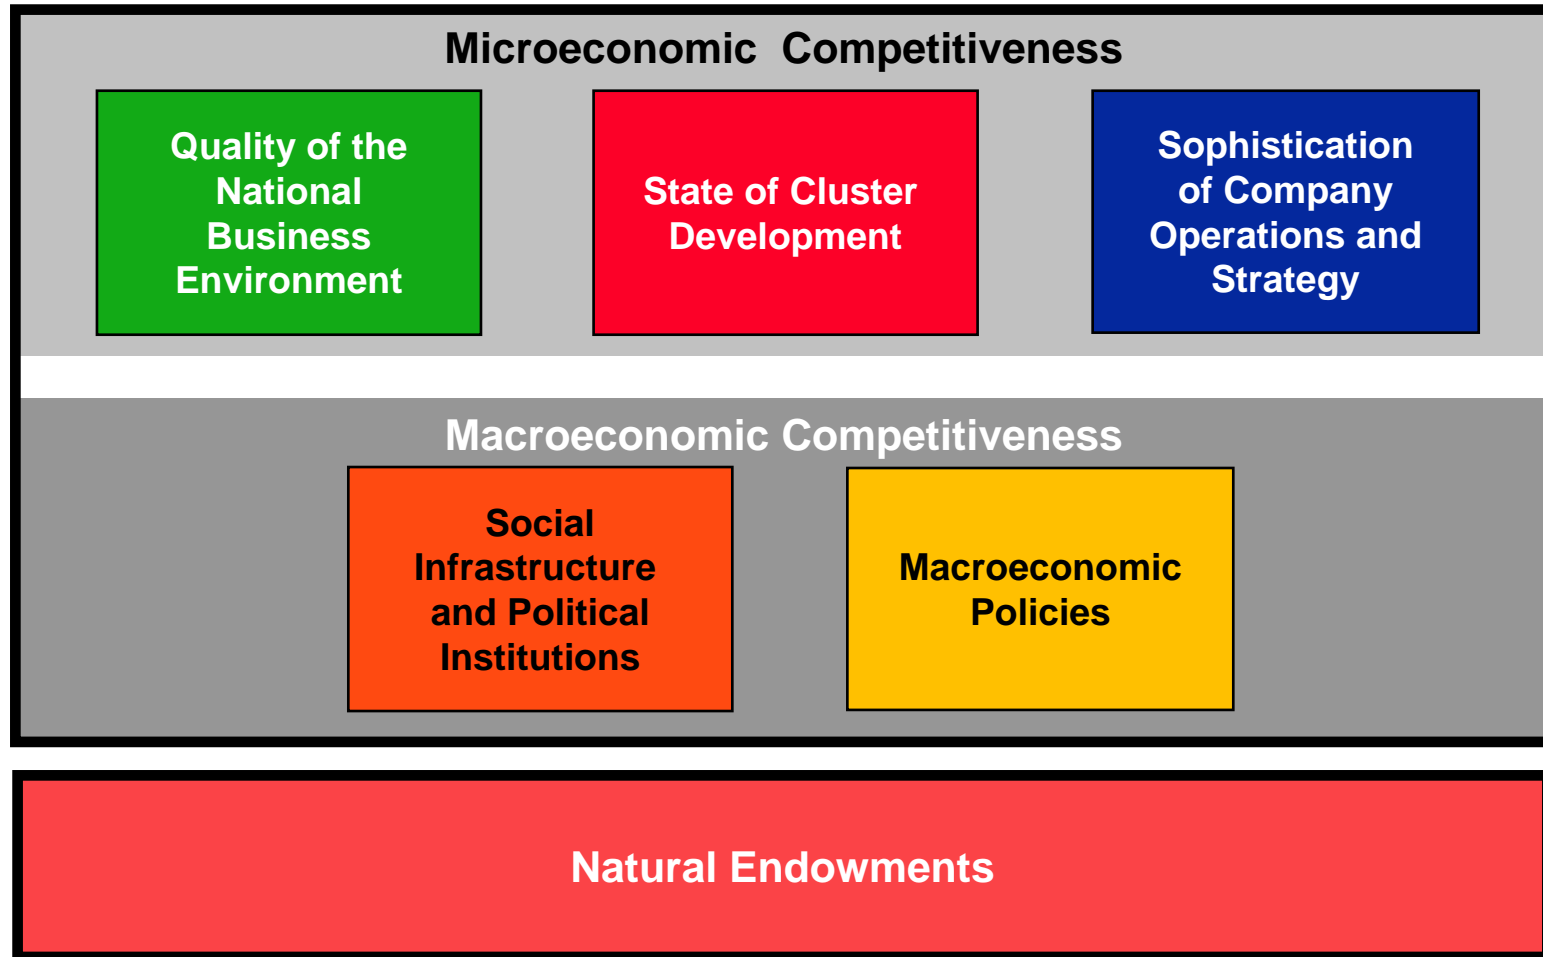 Microeconomic  Competitiveness
Quality of the
National
Business
Environment
State of Cluster
Development
Sophistication
of Company
Operations and
Strategy
Macroeconomic Competitiveness
Social
Infrastructure
and Political
Institutions
Macroeconomic
Policies
Natural Endowments